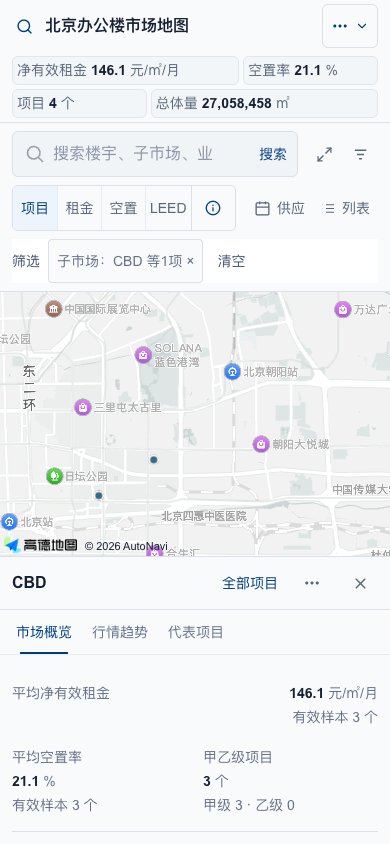 北京办公楼市场地图
净有效租金 146.1 元/㎡/月
空置率 21.1 %
项目 4 个
总体量 27,058,458 ㎡
搜索楼宇、子市场、业
搜索
项目
租金
空置
LEED
供应
列表
筛选
子市场：CBD 等1项 ×
清空
中国国际展览中心
万达广
坛公园
SOLANA
蓝色港湾
东二环
北京朝阳站
三里屯太古里
朝阳大悦城
日坛公园
中国传媒大
北京站
北京四惠中医医院
高德地图
© 2026 AutoNavi
合生汇
CBD
全部项目
市场概览
行情趋势
代表项目
平均净有效租金
146.1 元/㎡/月
有效样本 3 个
平均空置率
甲乙级项目
21.1 %
3 个
有效样本 3 个
甲级 3 · 乙级 0